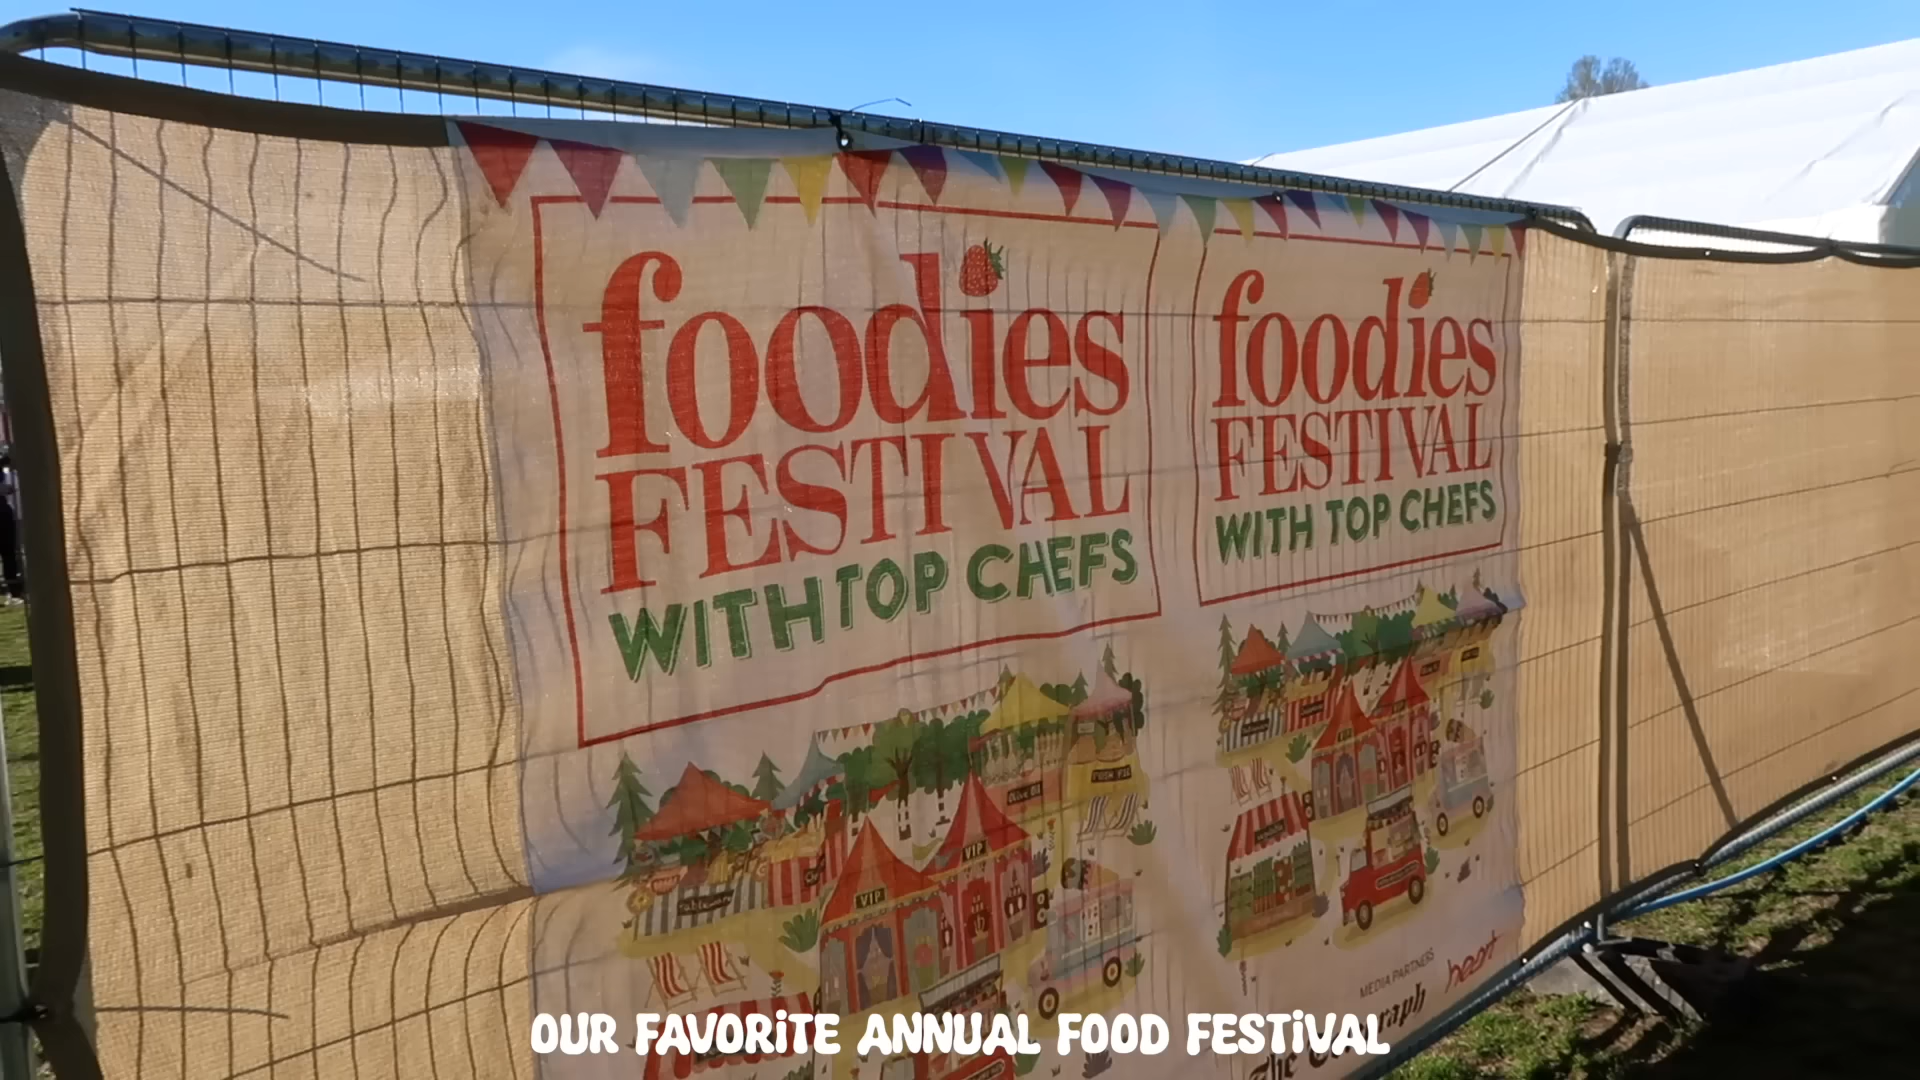 foodies
FESTIVAL
WITH TOP CHEFS
foodies
FESTIVAL
WITH TOP CHEFS
VIP
VIP
MEDIA PARTNERS
heart
OUR FAVORiTE ANNUAL FOOD FESTiVAL